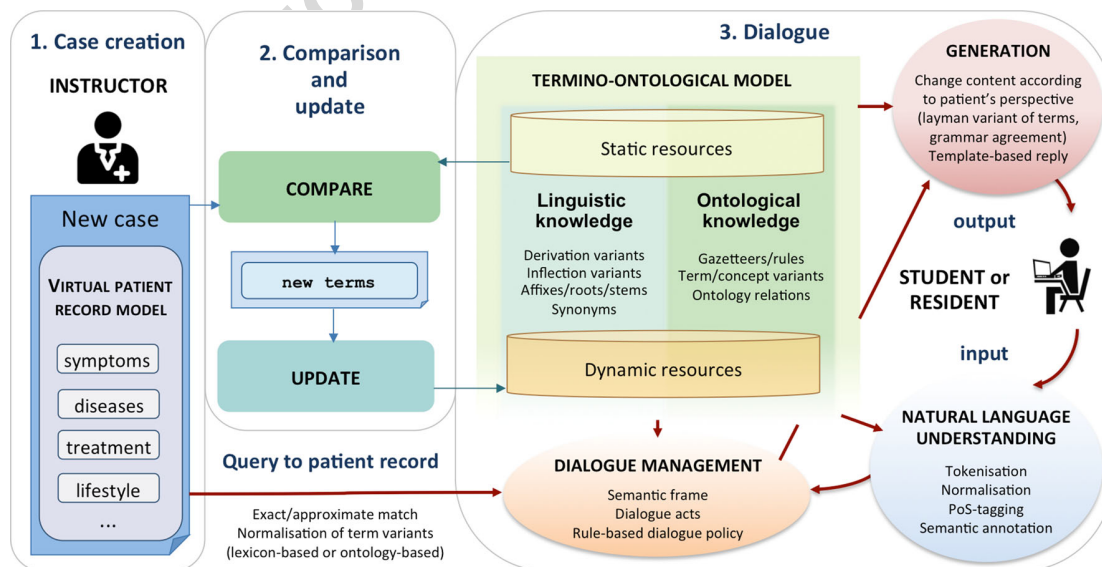 1. Case creation
INSTRUCTOR
New case
VIRTUAL PATIENT
RECORD MODEL
symptoms
diseases
treatment
lifestyle
...
2. Comparison
and
update
COMPARE
new terms
UPDATE
Query to patient record
Exact/approximate match
Normalisation of term variants
(lexicon-based or ontology-based)
3. Dialogue
TERMINO-ONTOLOGICAL MODEL
Static resources
Linguistic
knowledge
Derivation variants
Inflection variants
Affixes/roots/stems
Synonyms
Ontological
knowledge
Gazetteers/rules
Term/concept variants
Ontology relations
Dynamic resources
DIALOGUE MANAGEMENT
Semantic frame
Dialogue acts
Rule-based dialogue policy
GENERATION
Change content according
to patient's perspective
(layman variant of terms,
grammar agreement)
Template-based reply
output
STUDENT or
RESIDENT
input
NATURAL LANGUAGE
UNDERSTANDING
Tokenisation
Normalisation
PoS-tagging
Semantic annotation